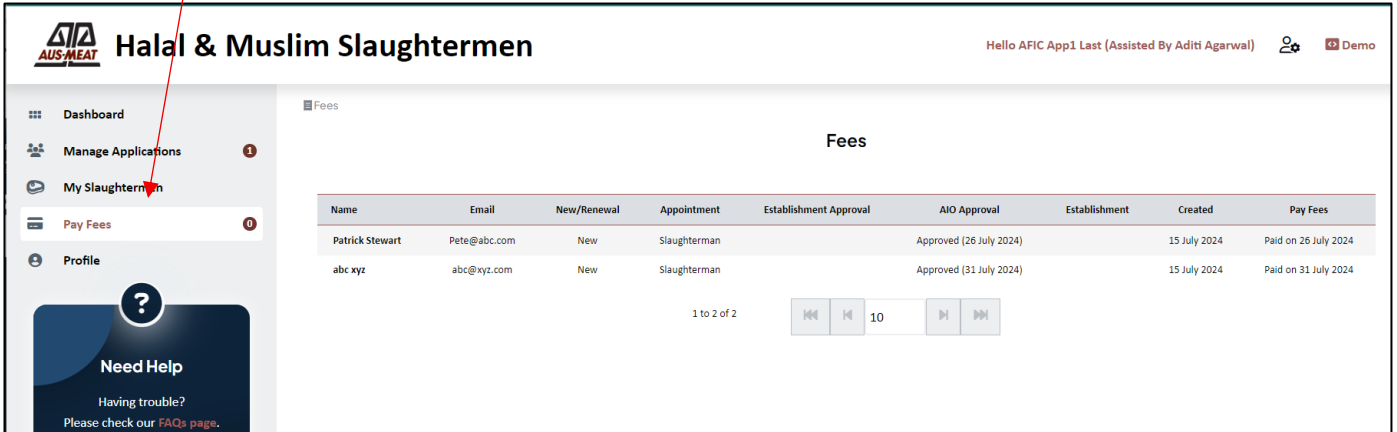 AUS-MEAT
Halal & Muslim Slaughtermen
Hello AFIC App1 Last (Assisted By Aditi Agarwal)
Demo
Dashboard
Manage Applications 1
My Slaughtermen
Pay Fees 0
Profile
?
Need Help
Having trouble?
Please check our FAQs page.
Fees
Fees
Name Email New/Renewal Appointment Establishment Approval AIO Approval Establishment Created Pay Fees
Patrick Stewart Pete@abc.com New Slaughterman Approved (26 July 2024) 15 July 2024 Paid on 26 July 2024
abc xyz abc@xyz.com New Slaughterman Approved (31 July 2024) 15 July 2024 Paid on 31 July 2024
1 to 2 of 2 10